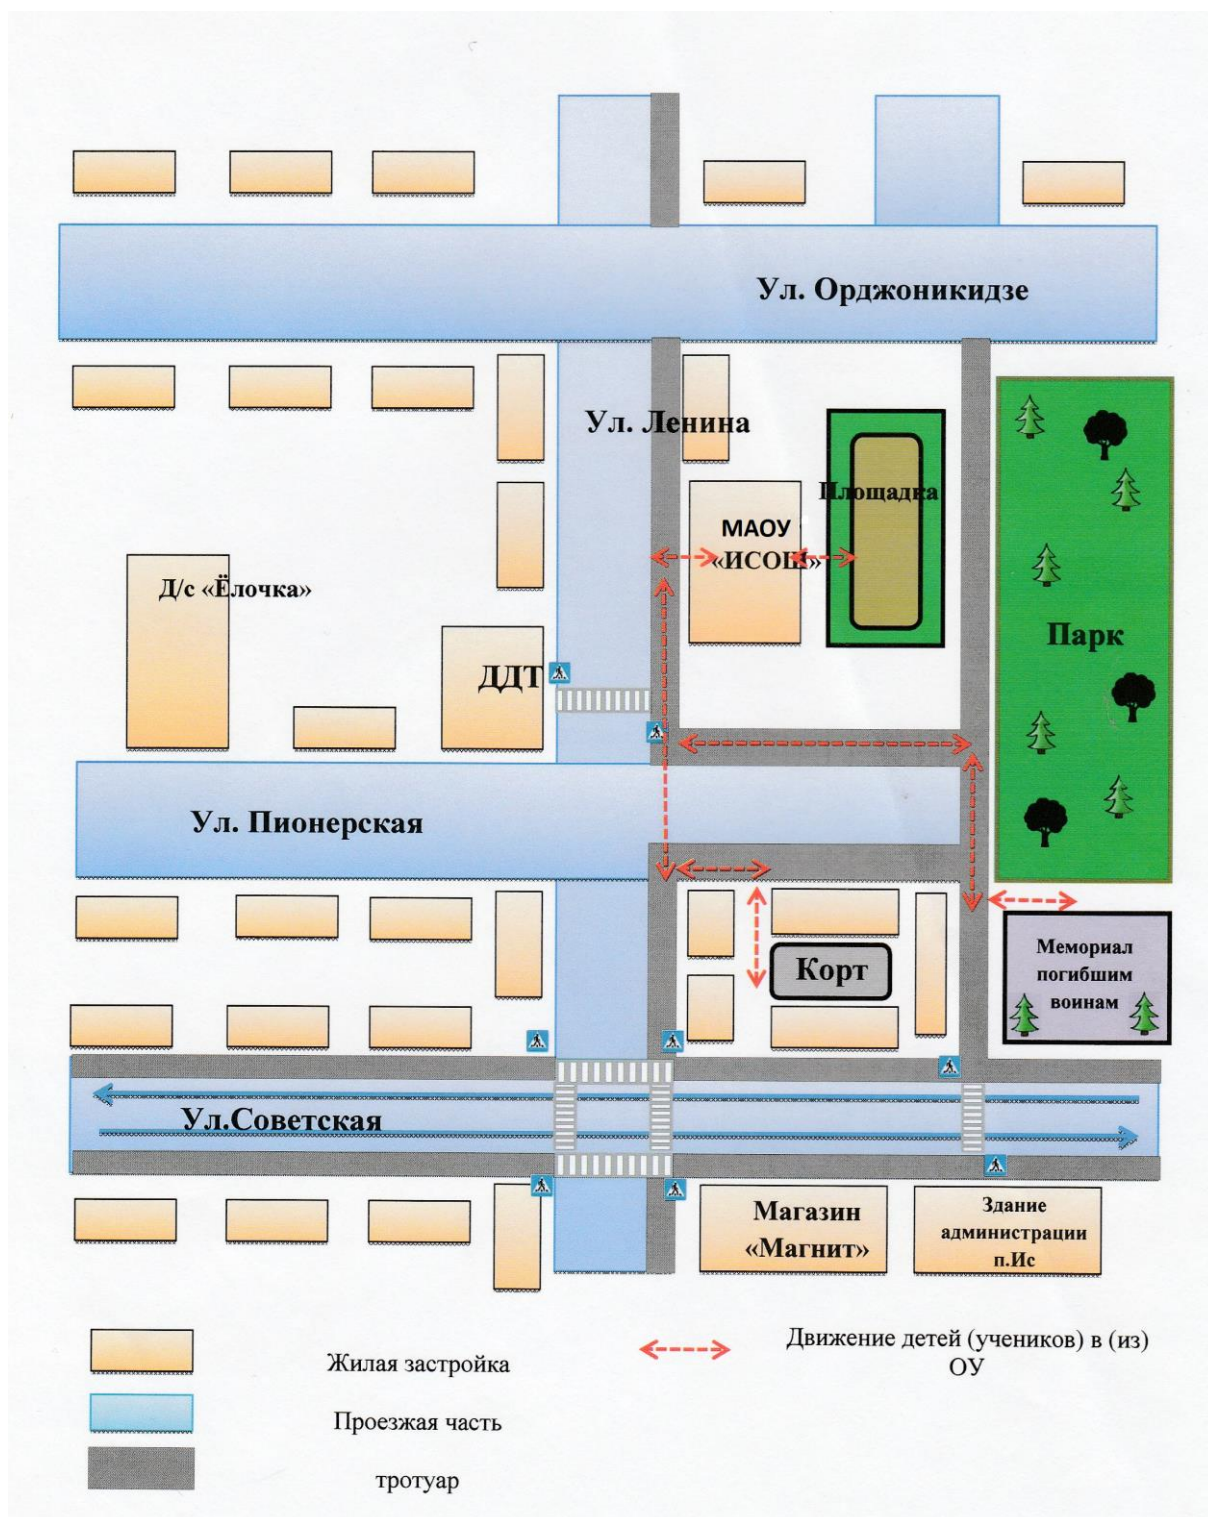 Ул. Орджоникидзе
Ул. Ленина
Площадка
МАОУ
«ИСОШ»
Д/с «Ёлочка»
Парк
ДДТ
Ул. Пионерская
Мемориал
погибшим
воинам
Корт
Ул.Советская
Магазин
«Магнит»
Здание
администрации
п.Ис
Движение детей (учеников) в (из)
ОУ
Жилая застройка
Проезжая часть
тротуар